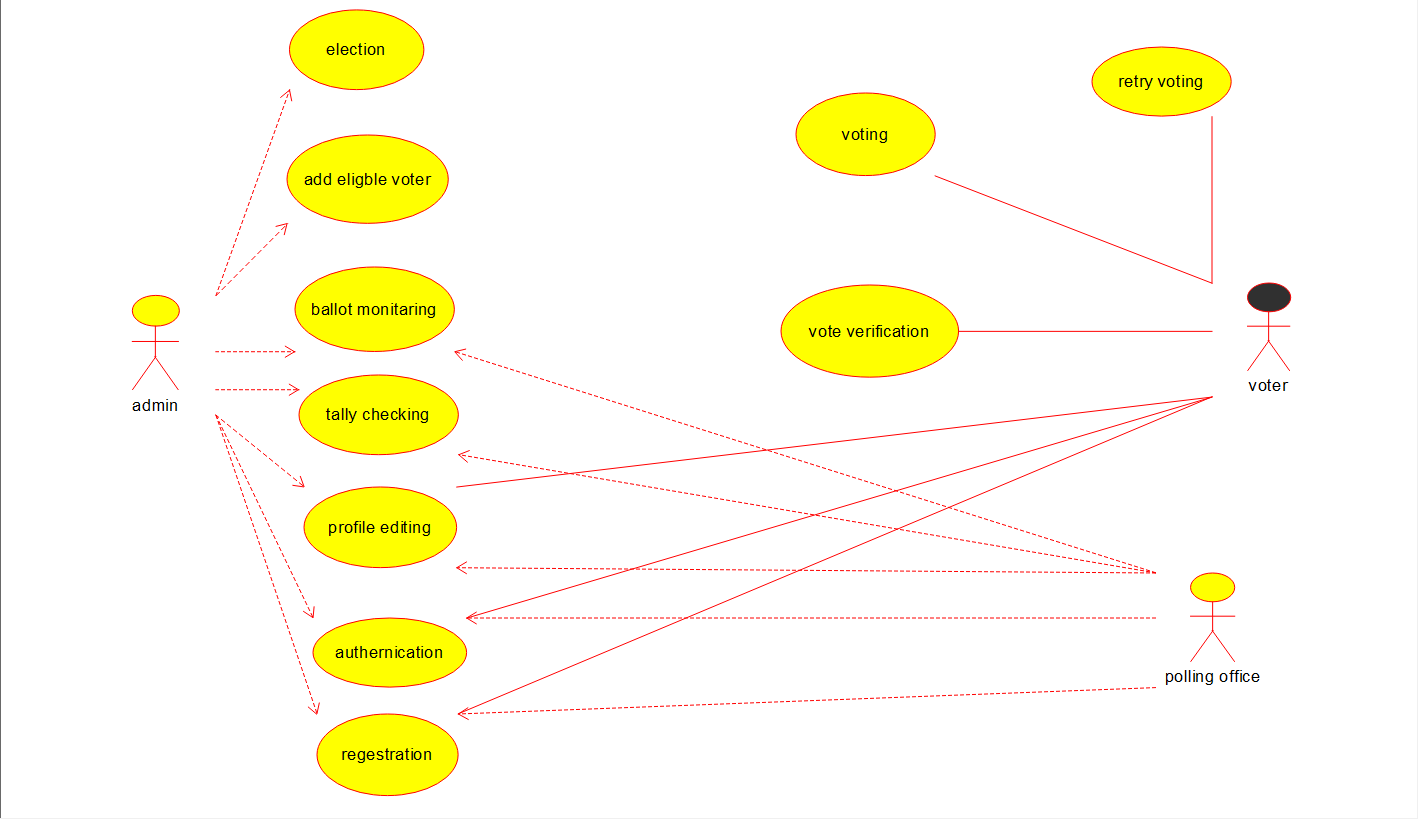 election
retry voting
voting
add eligble voter
ballot monitaring
vote verification
voter
admin
tally checking
profile editing
authernication
polling office
regestration